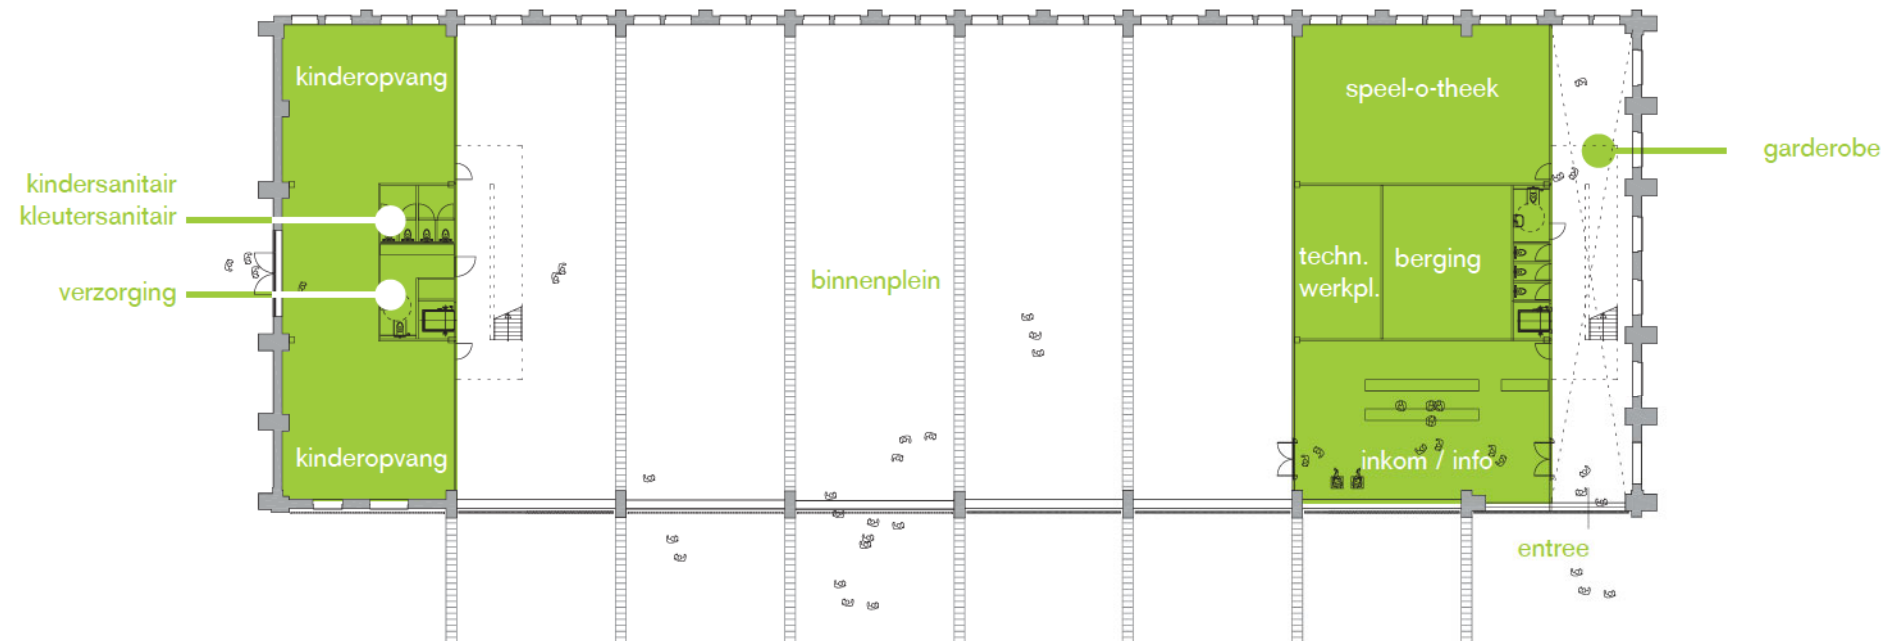 kinderopvang
speel-o-theek
garderobe
kindersanitair
kleutersanitair
techn.
werkpl.
berging
binnenplein
verzorging
kinderopvang
inkom / info
entree